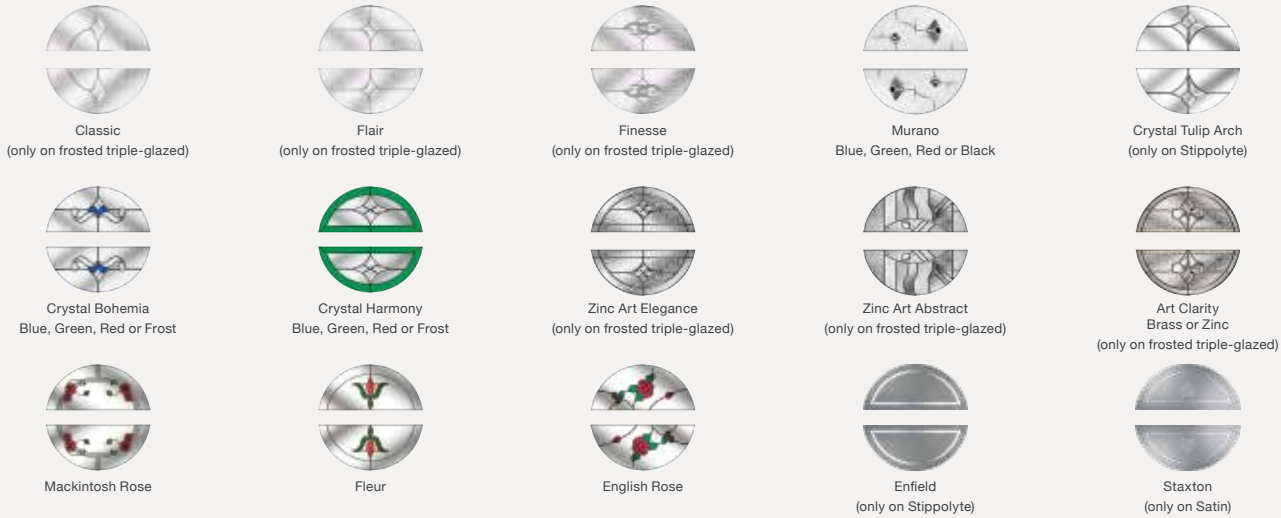 Classic
(only on frosted triple-glazed)
Flair
(only on frosted triple-glazed)
Finesse
(only on frosted triple-glazed)
Murano
Blue, Green, Red or Black
Crystal Tulip Arch
(only on Stippolyte)
Crystal Bohemia
Blue, Green, Red or Frost
Crystal Harmony
Blue, Green, Red or Frost
Zinc Art Elegance
(only on frosted triple-glazed)
Zinc Art Abstract
(only on frosted triple-glazed)
Art Clarity
Brass or Zinc
(only on frosted triple-glazed)
Mackintosh Rose
Fleur
English Rose
Enfield
(only on Stippolyte)
Staxton
(only on Satin)